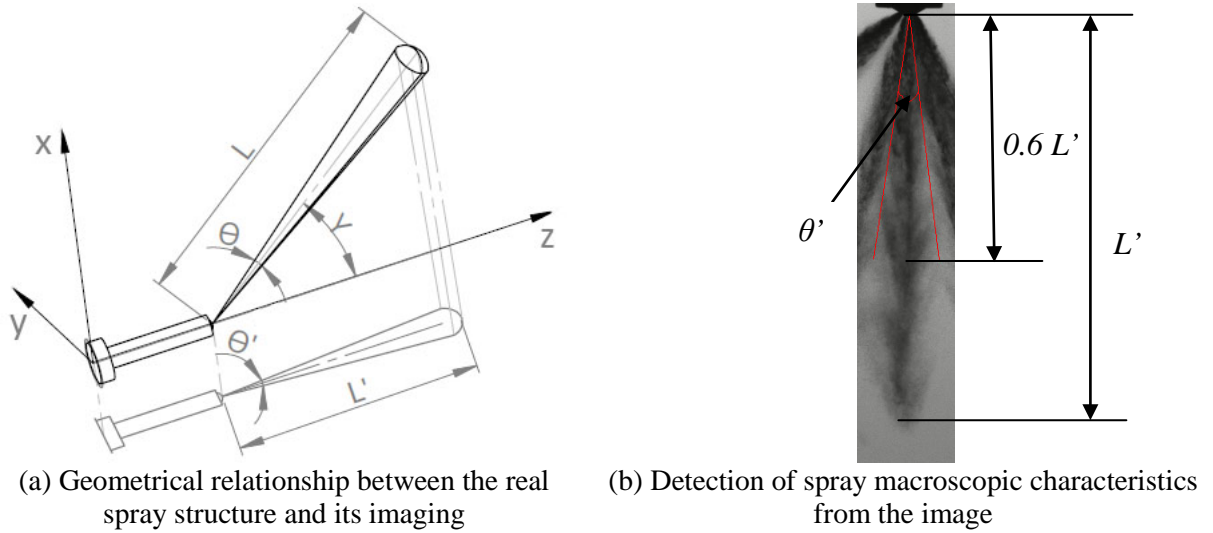 x
y
z
L
θ
γ
θ'
L'
0.6 L'
θ'
L'
(a) Geometrical relationship between the real
spray structure and its imaging
(b) Detection of spray macroscopic characteristics
from the image